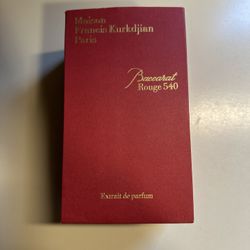 Maison
Francis Kurkdjian
Paris
Baccarat
Rouge 540
Extrait de parfum